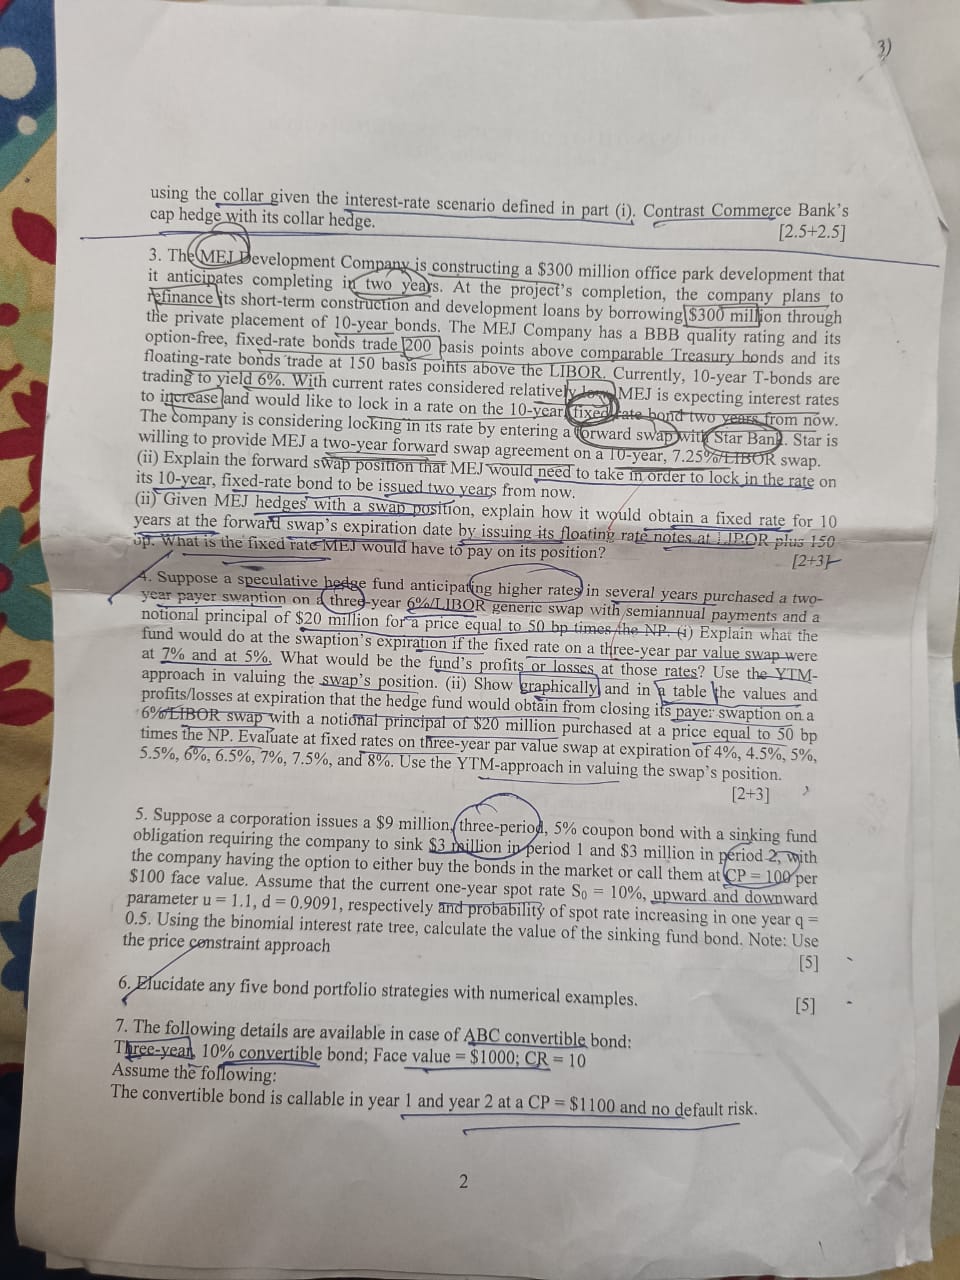 3)
using the collar given the interest-rate scenario defined in part (i). Contrast Commerce Bank's
cap hedge with its collar hedge.
[2.5+2.5]
3. The MEJ Development Company is constructing a $300 million office park development that
it anticipates completing in two years. At the project's completion, the company plans to
refinance its short-term construction and development loans by borrowing $300 million through
the private placement of 10-year bonds. The MEJ Company has a BBB quality rating and its
option-free, fixed-rate bonds trade 200 basis points above comparable Treasury bonds and its
floating-rate bonds trade at 150 basis points above the LIBOR. Currently, 10-year T-bonds are
trading to yield 6%. With current rates considered relatively low, MEJ is expecting interest rates
to increase and would like to lock in a rate on the 10-year fixed rate bond two years from now.
The company is considering locking in its rate by entering a forward swap with Star Bank. Star is
willing to provide MEJ a two-year forward swap agreement on a 10-year, 7.25%/LIBOR swap.
(ii) Explain the forward swap position that MEJ would need to take in order to lock in the rate on
its 10-year, fixed-rate bond to be issued two years from now.
(ii) Given MEJ hedges with a swap position, explain how it would obtain a fixed rate for 10
years at the forward swap's expiration date by issuing its floating rate notes at LIBOR plus 150
bp. What is the fixed rate MEJ would have to pay on its position?
[2+3]
4. Suppose a speculative hedge fund anticipating higher rates in several years purchased a two-
year payer swaption on a three-year 6%/LIBOR generic swap with semiannual payments and a
notional principal of $20 million for a price equal to 50 bp times the NP. (i) Explain what the
fund would do at the swaption's expiration if the fixed rate on a three-year par value swap were
at 7% and at 5%. What would be the fund's profits or losses at those rates? Use the YTM-
approach in valuing the swap's position. (ii) Show graphically and in a table the values and
profits/losses at expiration that the hedge fund would obtain from closing its payer swaption on a
6%/LIBOR swap with a notional principal of $20 million purchased at a price equal to 50 bp
times the NP. Evaluate at fixed rates on three-year par value swap at expiration of 4%, 4.5%, 5%,
5.5%, 6%, 6.5%, 7%, 7.5%, and 8%. Use the YTM-approach in valuing the swap's position.
[2+3]
5. Suppose a corporation issues a $9 million, three-period, 5% coupon bond with a sinking fund
obligation requiring the company to sink $3 million in period 1 and $3 million in period 2, with
the company having the option to either buy the bonds in the market or call them at CP = 100 per
$100 face value. Assume that the current one-year spot rate S₀ = 10%, upward and downward
parameter u = 1.1, d = 0.9091, respectively and probability of spot rate increasing in one year q =
0.5. Using the binomial interest rate tree, calculate the value of the sinking fund bond. Note: Use
the price constraint approach
[5]
6. Elucidate any five bond portfolio strategies with numerical examples.
[5]
7. The following details are available in case of ABC convertible bond:
Three-year, 10% convertible bond; Face value = $1000; CR = 10
Assume the following:
The convertible bond is callable in year 1 and year 2 at a CP = $1100 and no default risk.
2